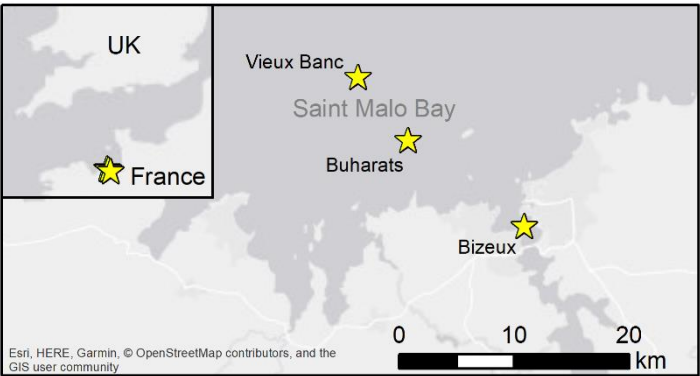 UK
France
Vieux Banc
Saint Malo Bay
Buharats
Bizeux
0 10 20
km
Esri, HERE, Garmin, © OpenStreetMap contributors, and the
GIS user community